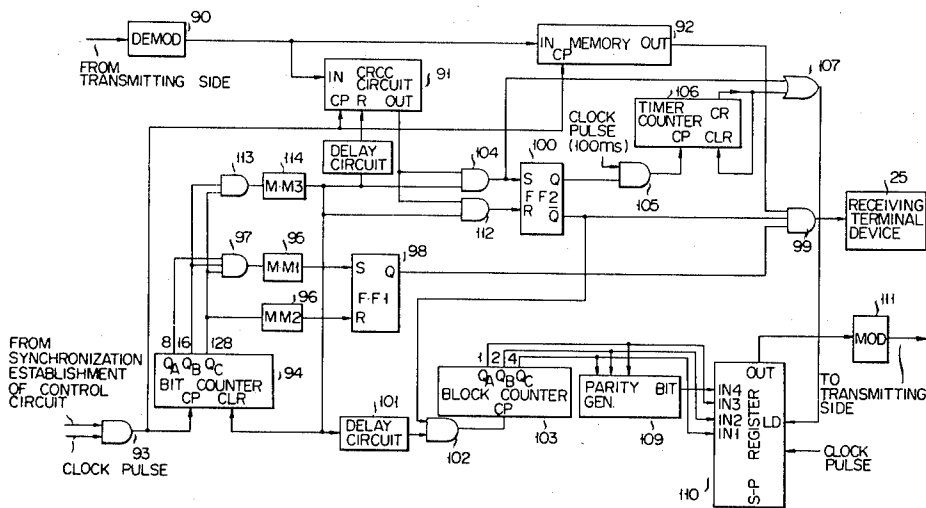 90
DEMOD
FROM
TRANSMITTING SIDE
IN CRCC
CIRCUIT
CP R OUT
91
IN MEMORY OUT
CP
92
107
106
TIMER
COUNTER
CR
CP CLR
CLOCK
PULSE
(100ms)
105
DELAY
CIRCUIT
113
114
M·M3
104
100
S Q
F F2
R Q
112
25
RECEIVING
TERMINAL
DEVICE
99
97
95
M·M1
98
S Q
F·F1
R
96
MM2
8 16 128
QA QB QC
BIT COUNTER
CP CLR
94
FROM
SYNCHRONIZATION
ESTABLISHMENT
OF CONTROL
CIRCUIT
CLOCK PULSE
93
101
DELAY
CIRCUIT
102
1 2 4
QA QB QC
BLOCK COUNTER
CP
103
PARITY
GEN.
BIT
109
OUT
IN4
IN3
IN2
IN1
LD
S-P REGISTER
110
111
MOD
TO
TRANSMITTING
SIDE
CLOCK
PULSE